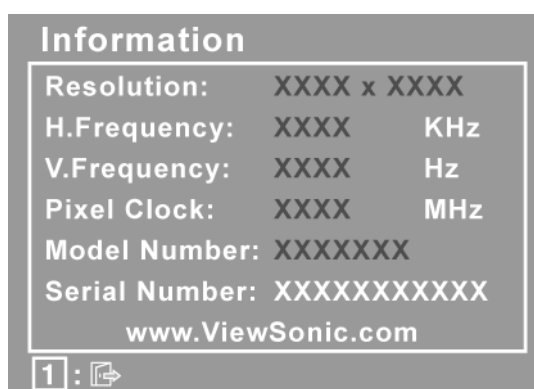 Information
Resolution: XXXX x XXXX
H.Frequency: XXXX KHz
V.Frequency: XXXX Hz
Pixel Clock: XXXX MHz
Model Number: XXXXXXX
Serial Number: XXXXXXXXXXX
www.ViewSonic.com
1 :